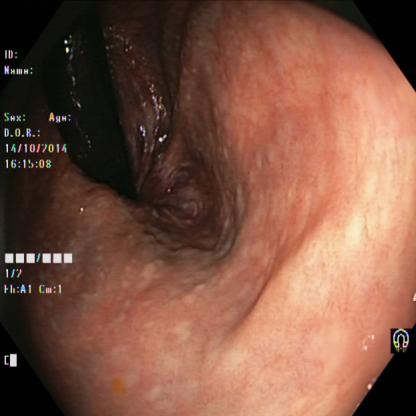 ID:
Name:
Sex: Age:
D.O.B.:
14/10/2014
16:15:08
■■■/■■■
1/2
Eh:A1 Cm:1
C